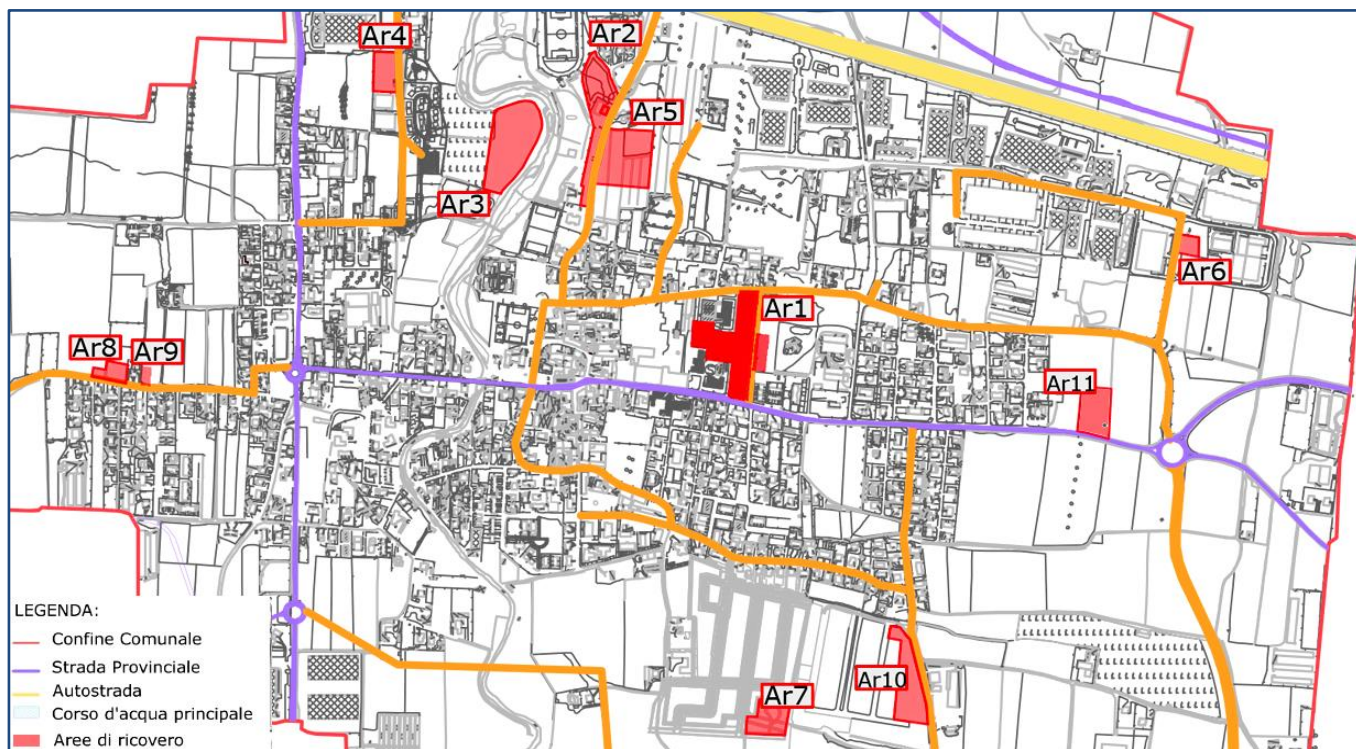 Ar4
Ar2
Ar5
Ar3
Ar6
Ar1
Ar8
Ar9
Ar11
Ar10
Ar7
LEGENDA:
Confine Comunale
Strada Provinciale
Autostrada
Corso d'acqua principale
Aree di ricovero